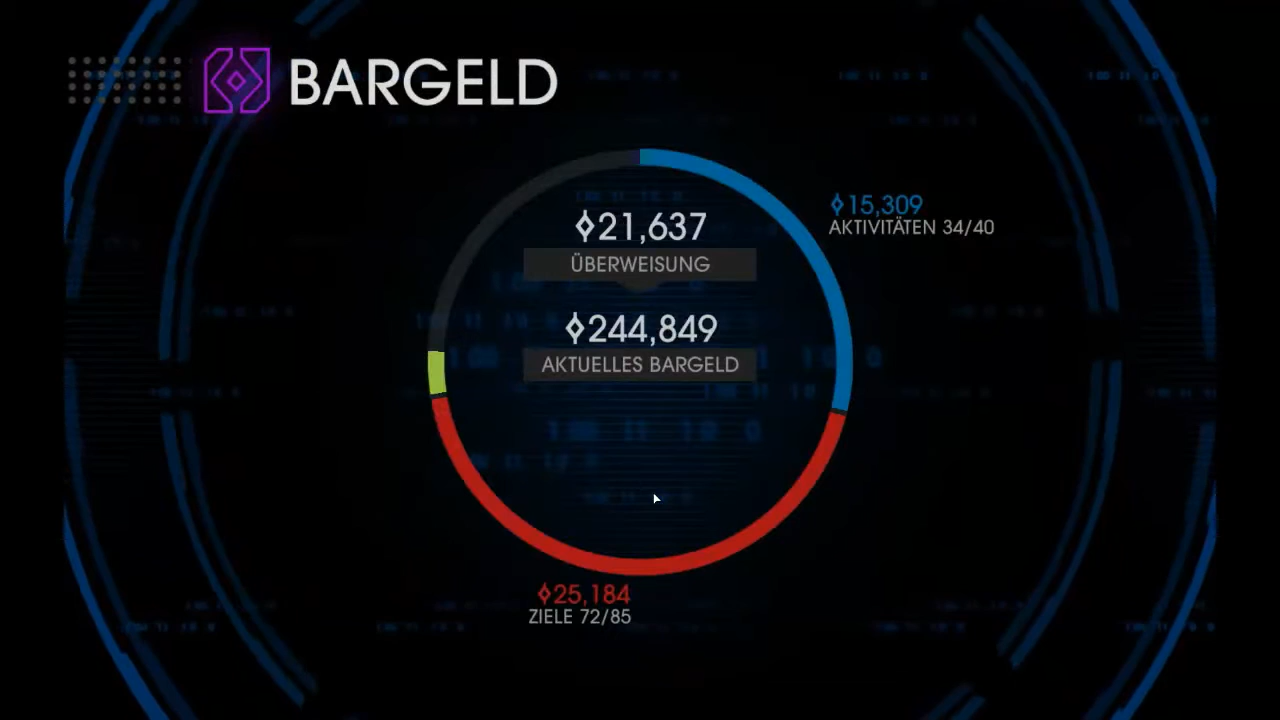 BARGELD
15,309
AKTIVITÄTEN 34/40
21,637
ÜBERWEISUNG
244,849
AKTUELLES BARGELD
25,184
ZIELE 72/85